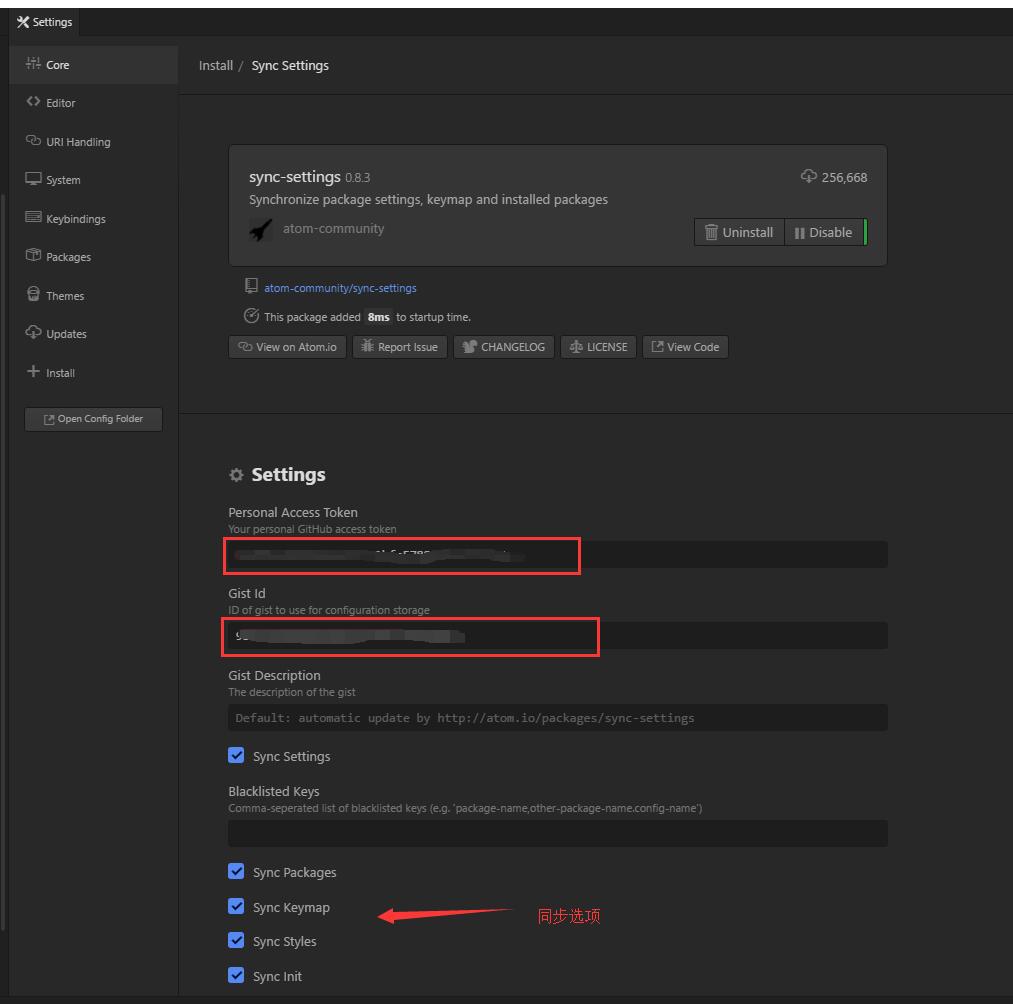 Settings
Core
Editor
URI Handling
System
Keybindings
Packages
Themes
Updates
Install
Open Config Folder
Install / Sync Settings
sync-settings 0.8.3
256,668
Synchronize package settings, keymap and installed packages
atom-community
Uninstall
Disable
atom-community/sync-settings
This package added 8ms to startup time.
View on Atom.io
Report Issue
CHANGELOG
LICENSE
View Code
Settings
Personal Access Token
Your personal GitHub access token
Gist Id
ID of gist to use for configuration storage
Gist Description
The description of the gist
Default: automatic update by http://atom.io/packages/sync-settings
Sync Settings
Blacklisted Keys
Comma-seperated list of blacklisted keys (e.g. 'package-name,other-package-name.config-name')
Sync Packages
Sync Keymap
同步选项
Sync Styles
Sync Init